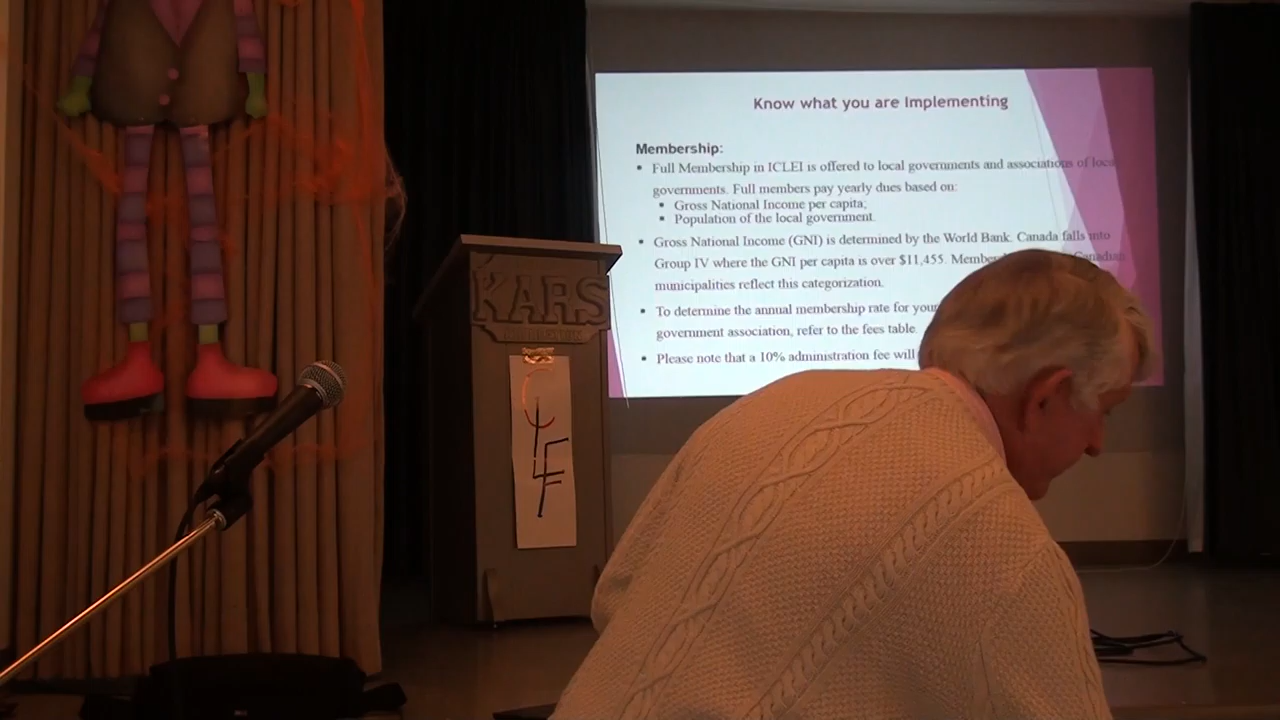 Know what you are Implementing
Membership:
▪ Full Membership in ICLEI is offered to local governments and associations of local
governments. Full members pay yearly dues based on:
▪ Gross National Income per capita;
▪ Population of the local government.
▪ Gross National Income (GNI) is determined by the World Bank. Canada falls into
Group IV where the GNI per capita is over $11,455. Member Canadian
municipalities reflect this categorization.
▪ To determine the annual membership rate for your
government association, refer to the fees table
▪ Please note that a 10% administration fee will
KARS